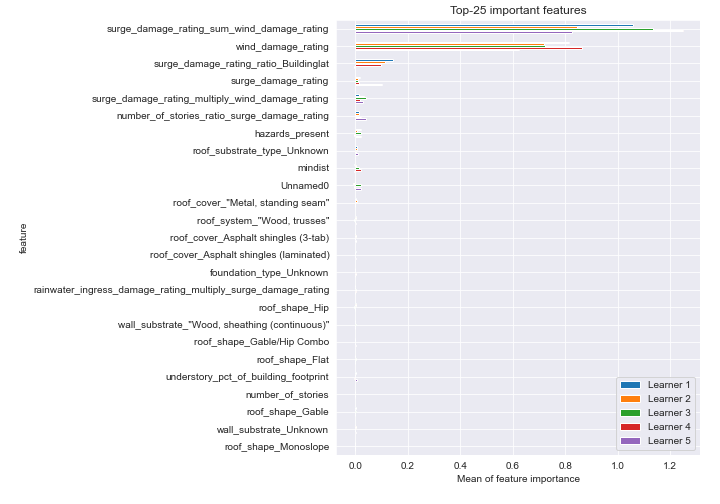 Top-25 important features
surge_damage_rating_sum_wind_damage_rating
wind_damage_rating
surge_damage_rating_ratio_Buildinglat
surge_damage_rating
surge_damage_rating_multiply_wind_damage_rating
number_of_stories_ratio_surge_damage_rating
hazards_present
roof_substrate_type_Unknown
mindist
Unnamed0
roof_cover_"Metal, standing seam"
roof_system_"Wood, trusses"
roof_cover_Asphalt shingles (3-tab)
roof_cover_Asphalt shingles (laminated)
foundation_type_Unknown
rainwater_ingress_damage_rating_multiply_surge_damage_rating
roof_shape_Hip
wall_substrate_"Wood, sheathing (continuous)"
roof_shape_Gable/Hip Combo
roof_shape_Flat
understory_pct_of_building_footprint
number_of_stories
roof_shape_Gable
wall_substrate_Unknown
roof_shape_Monoslope
feature
Learner 1
Learner 2
Learner 3
Learner 4
Learner 5
0.0 0.2 0.4 0.6 0.8 1.0 1.2
Mean of feature importance